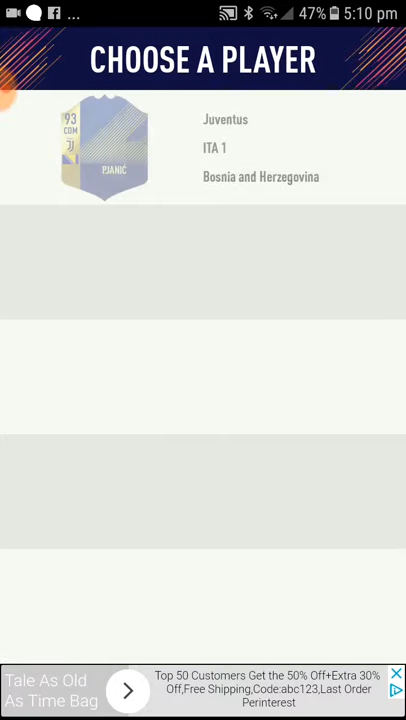 ... 47% 5:10 pm
CHOOSE A PLAYER
93
COM
PJANIĆ
Juventus
ITA 1
Bosnia and Herzegovina
Tale As Old
As Time Bag
Top 50 Customers Get the 50% Off+Extra 30%
Off,Free Shipping,Code:abc123,Last Order
Perinterest